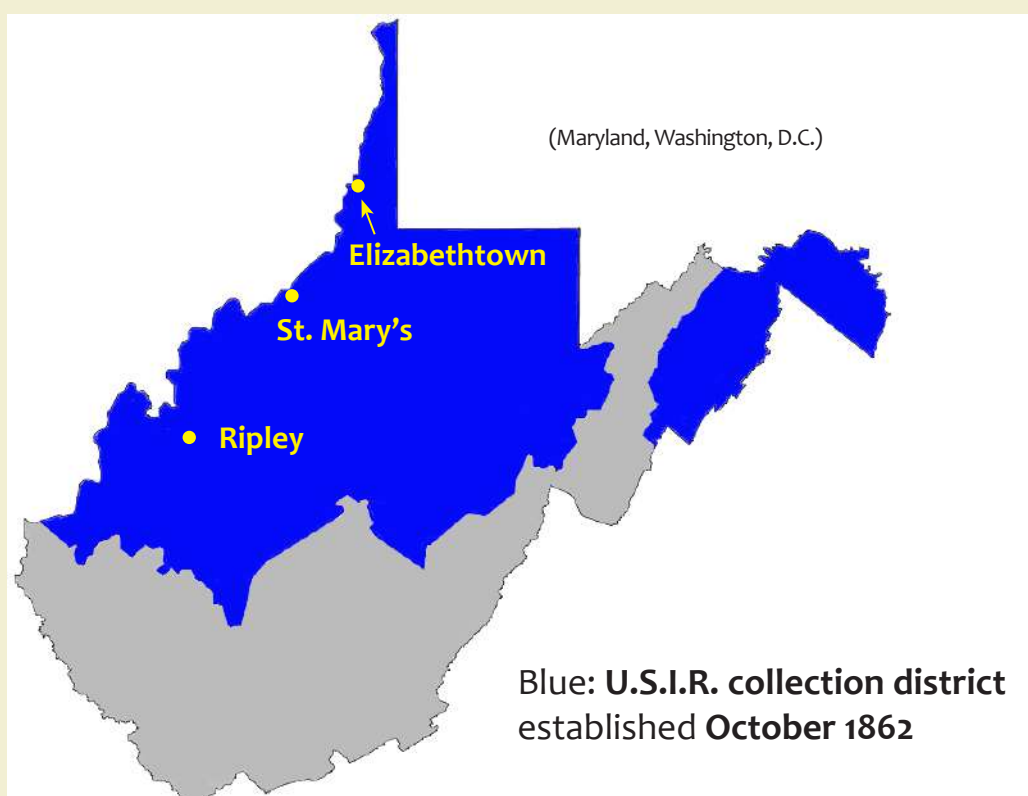 (Maryland, Washington, D.C.)
Elizabethtown
St. Mary’s
Ripley
Blue: U.S.I.R. collection district
established October 1862